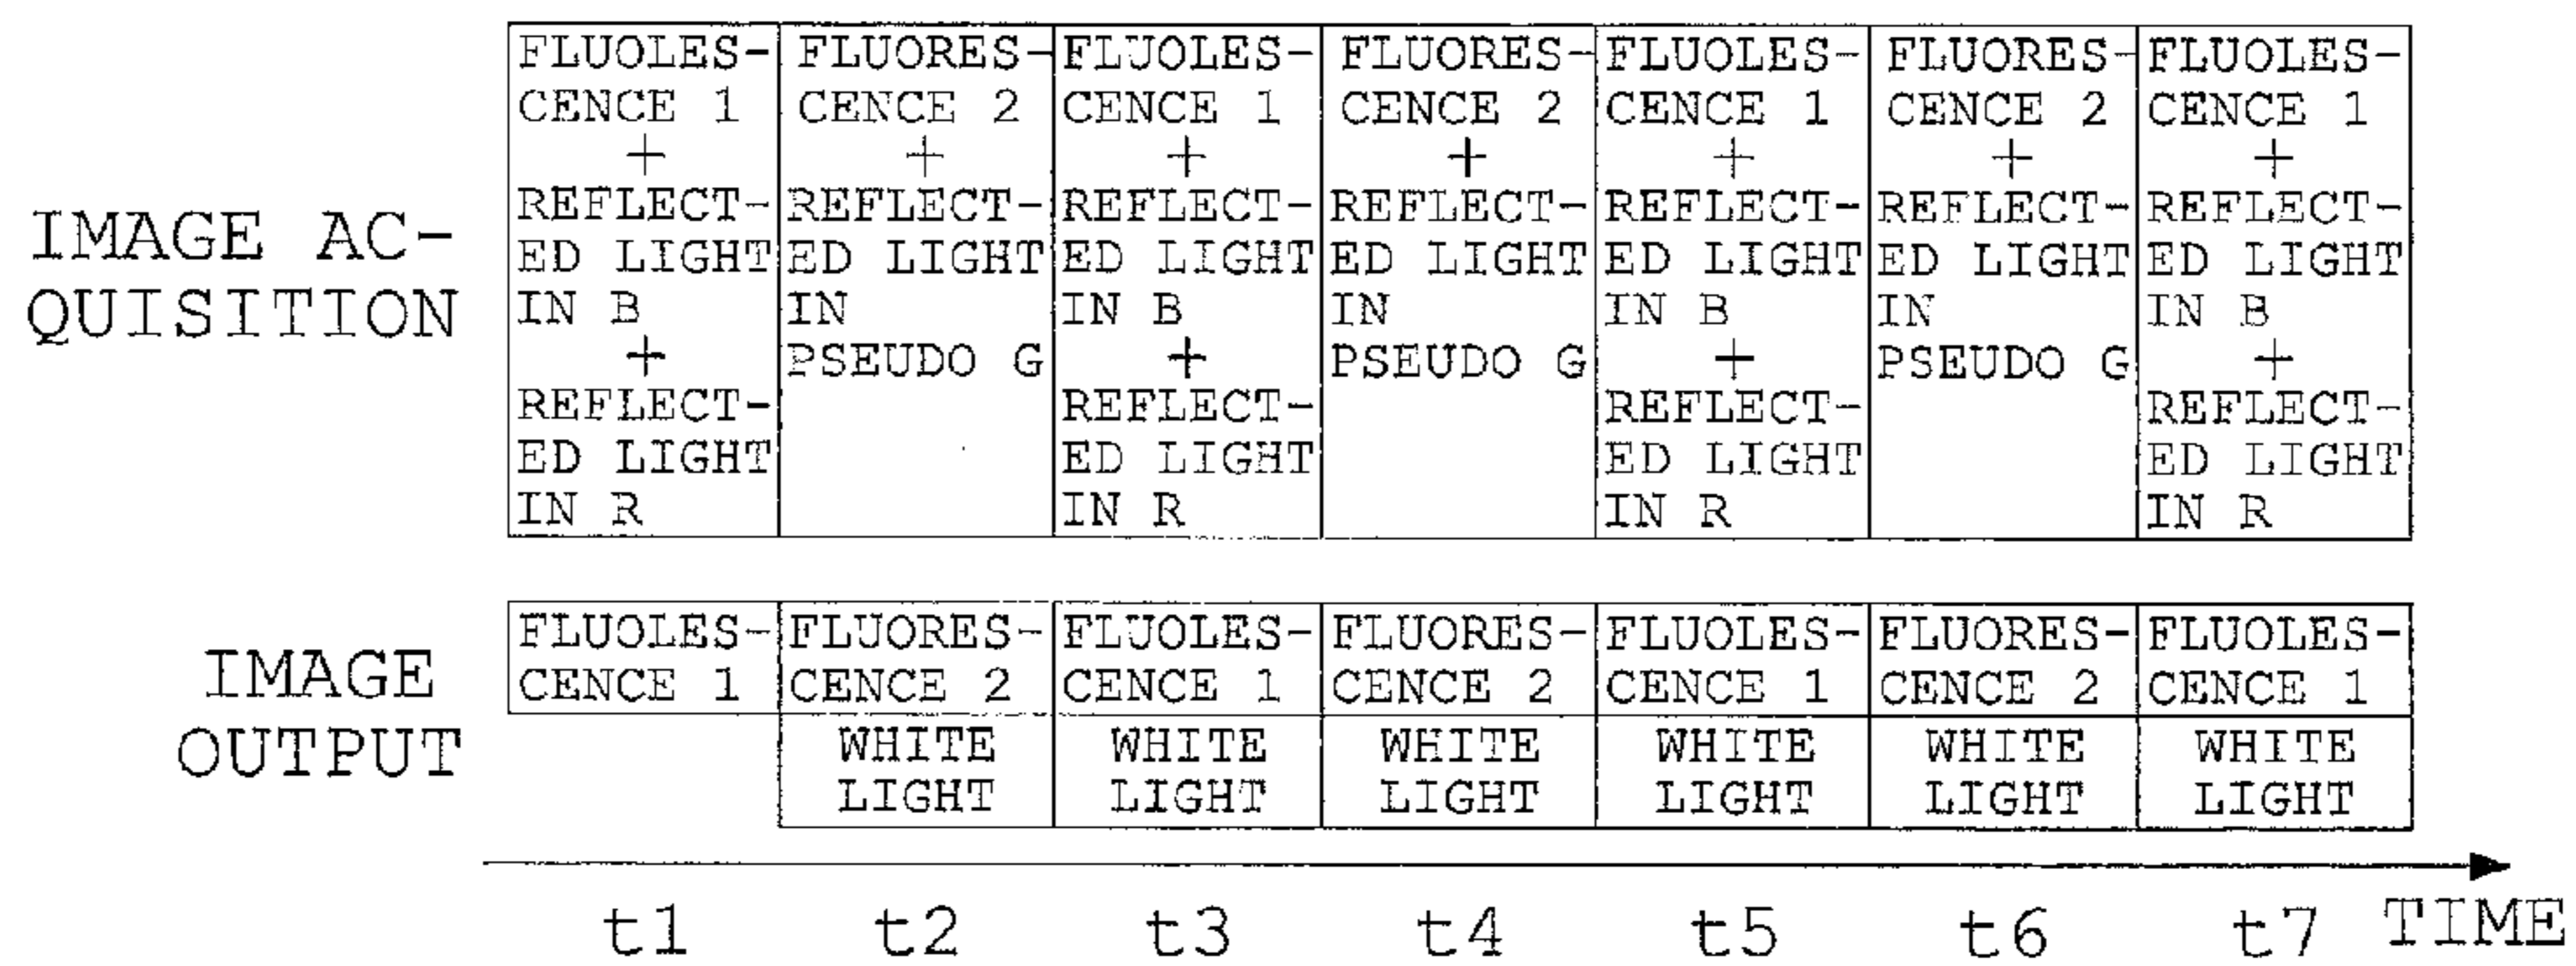 FLUOLES-
CENCE 1
+
REFLECT-
ED LIGHT
IN B
+
REFLECT-
ED LIGHT
IN R
FLUORES-
CENCE 2
+
REFLECT-
ED LIGHT
IN
PSEUDO G
FLUOLES-
CENCE 1
+
REFLECT-
ED LIGHT
IN B
+
REFLECT-
ED LIGHT
IN R
FLUORES-
CENCE 2
+
REFLECT-
ED LIGHT
IN
PSEUDO G
FLUOLES-
CENCE 1
+
REFLECT-
ED LIGHT
IN B
+
REFLECT-
ED LIGHT
IN R
FLUORES-
CENCE 2
+
REFLECT-
ED LIGHT
IN
PSEUDO G
FLUOLES-
CENCE 1
+
REFLECT-
ED LIGHT
IN B
+
REFLECT-
ED LIGHT
IN R
IMAGE AC-
QUISITION
IMAGE
OUTPUT
FLUOLES-
CENCE 1
FLUORES-
CENCE 2
FLUOLES-
CENCE 1
FLUORES-
CENCE 2
FLUOLES-
CENCE 1
FLUORES-
CENCE 2
FLUOLES-
CENCE 1
WHITE
LIGHT
WHITE
LIGHT
WHITE
LIGHT
WHITE
LIGHT
WHITE
LIGHT
WHITE
LIGHT
t1 t2 t3 t4 t5 t6 t7 TIME